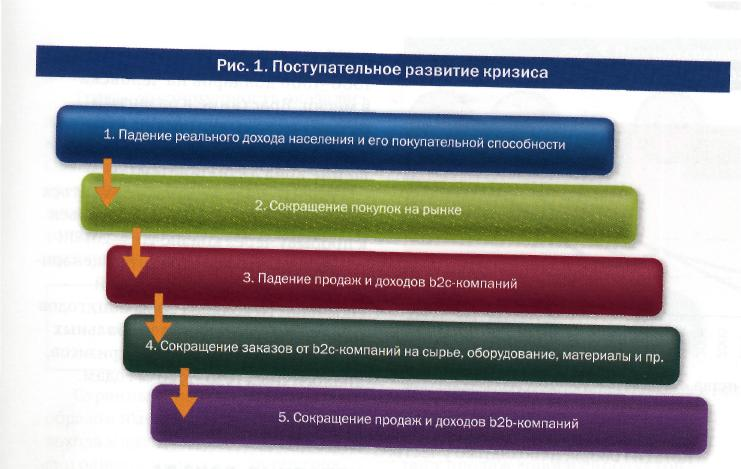 Рис. 1. Поступательное развитие кризиса
1. Падение реального дохода населения и его покупательной способности
2. Сокращение покупок на рынке
3. Падение продаж и доходов b2c-компаний
4. Сокращение заказов от b2c-компаний на сырье, оборудование, материалы и пр.
5. Сокращение продаж и доходов b2b-компаний